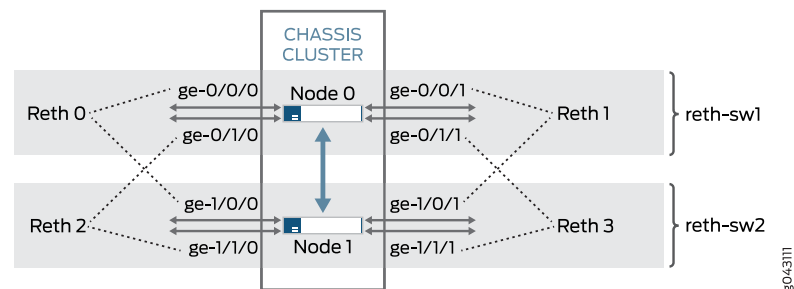 CHASSIS
CLUSTER
ge-0/0/0
Node 0
ge-0/0/1
Reth 0
Reth 1
reth-sw1
ge-0/1/0
ge-0/1/1
ge-1/0/0
ge-1/0/1
Reth 2
Reth 3
reth-sw2
ge-1/1/0
Node 1
ge-1/1/1
g043111